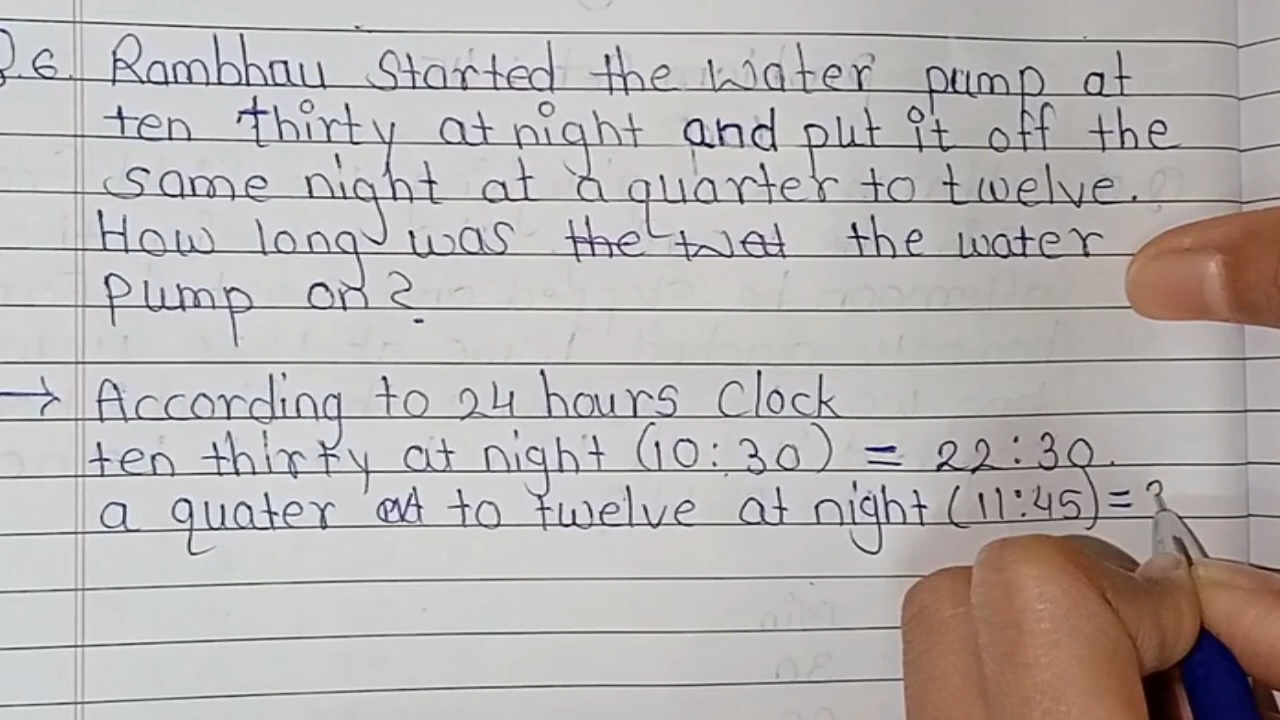 Q.6. Rambhau started the water pump at
ten thirty at night and put it off the
same night at a quarter to twelve.
How long was the wat the water
pump on?
→ According to 24 hours clock
ten thirty at night (10:30) = 22:30.
a quater to twelve at night (11:45) = 2